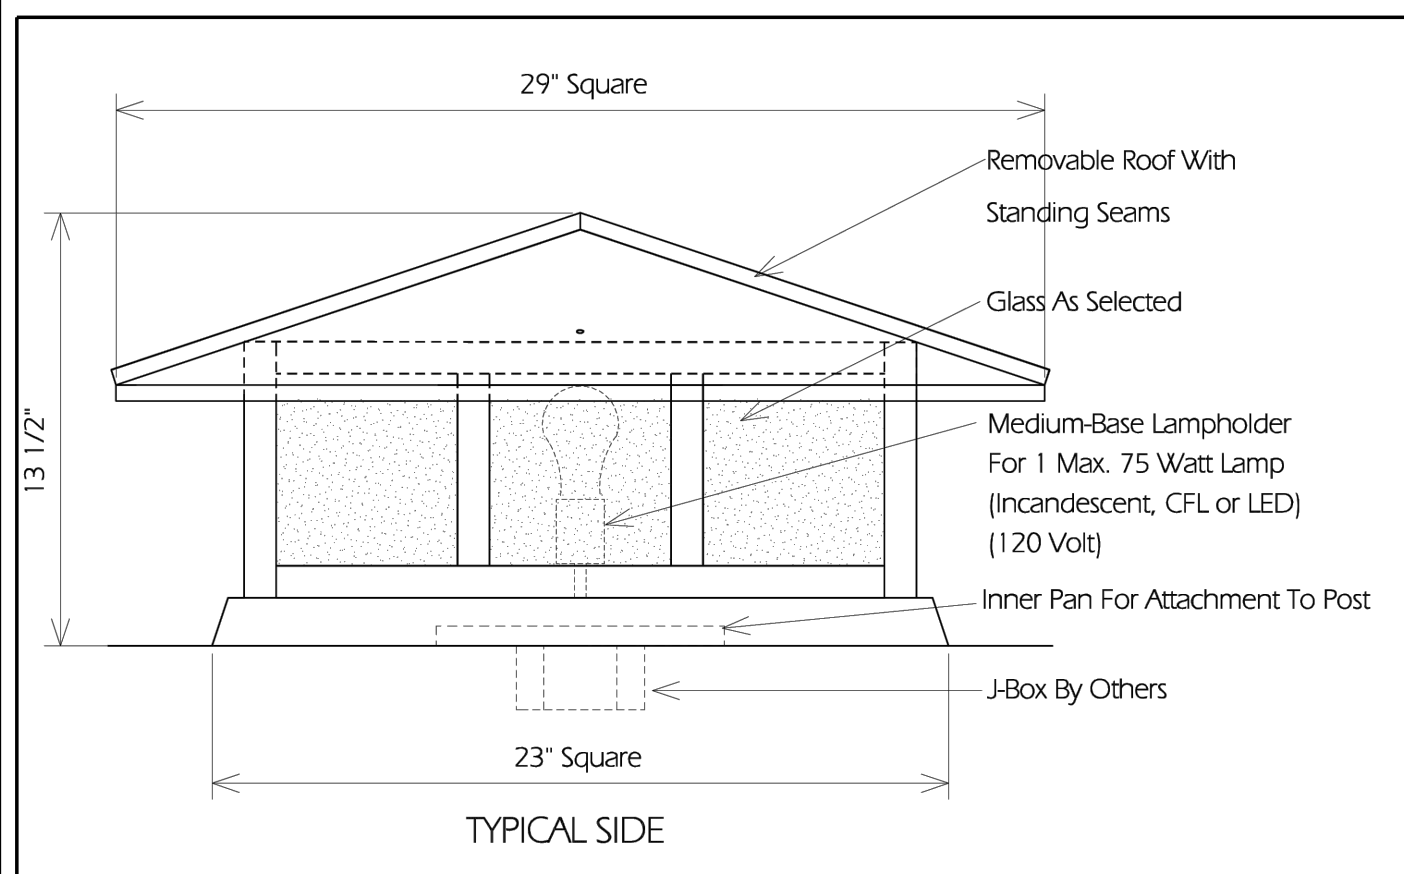 29" Square
Removable Roof With
Standing Seams
Glass As Selected
13 1/2"
Medium-Base Lampholder
For 1 Max. 75 Watt Lamp
(Incandescent, CFL or LED)
(120 Volt)
Inner Pan For Attachment To Post
J-Box By Others
23" Square
TYPICAL SIDE